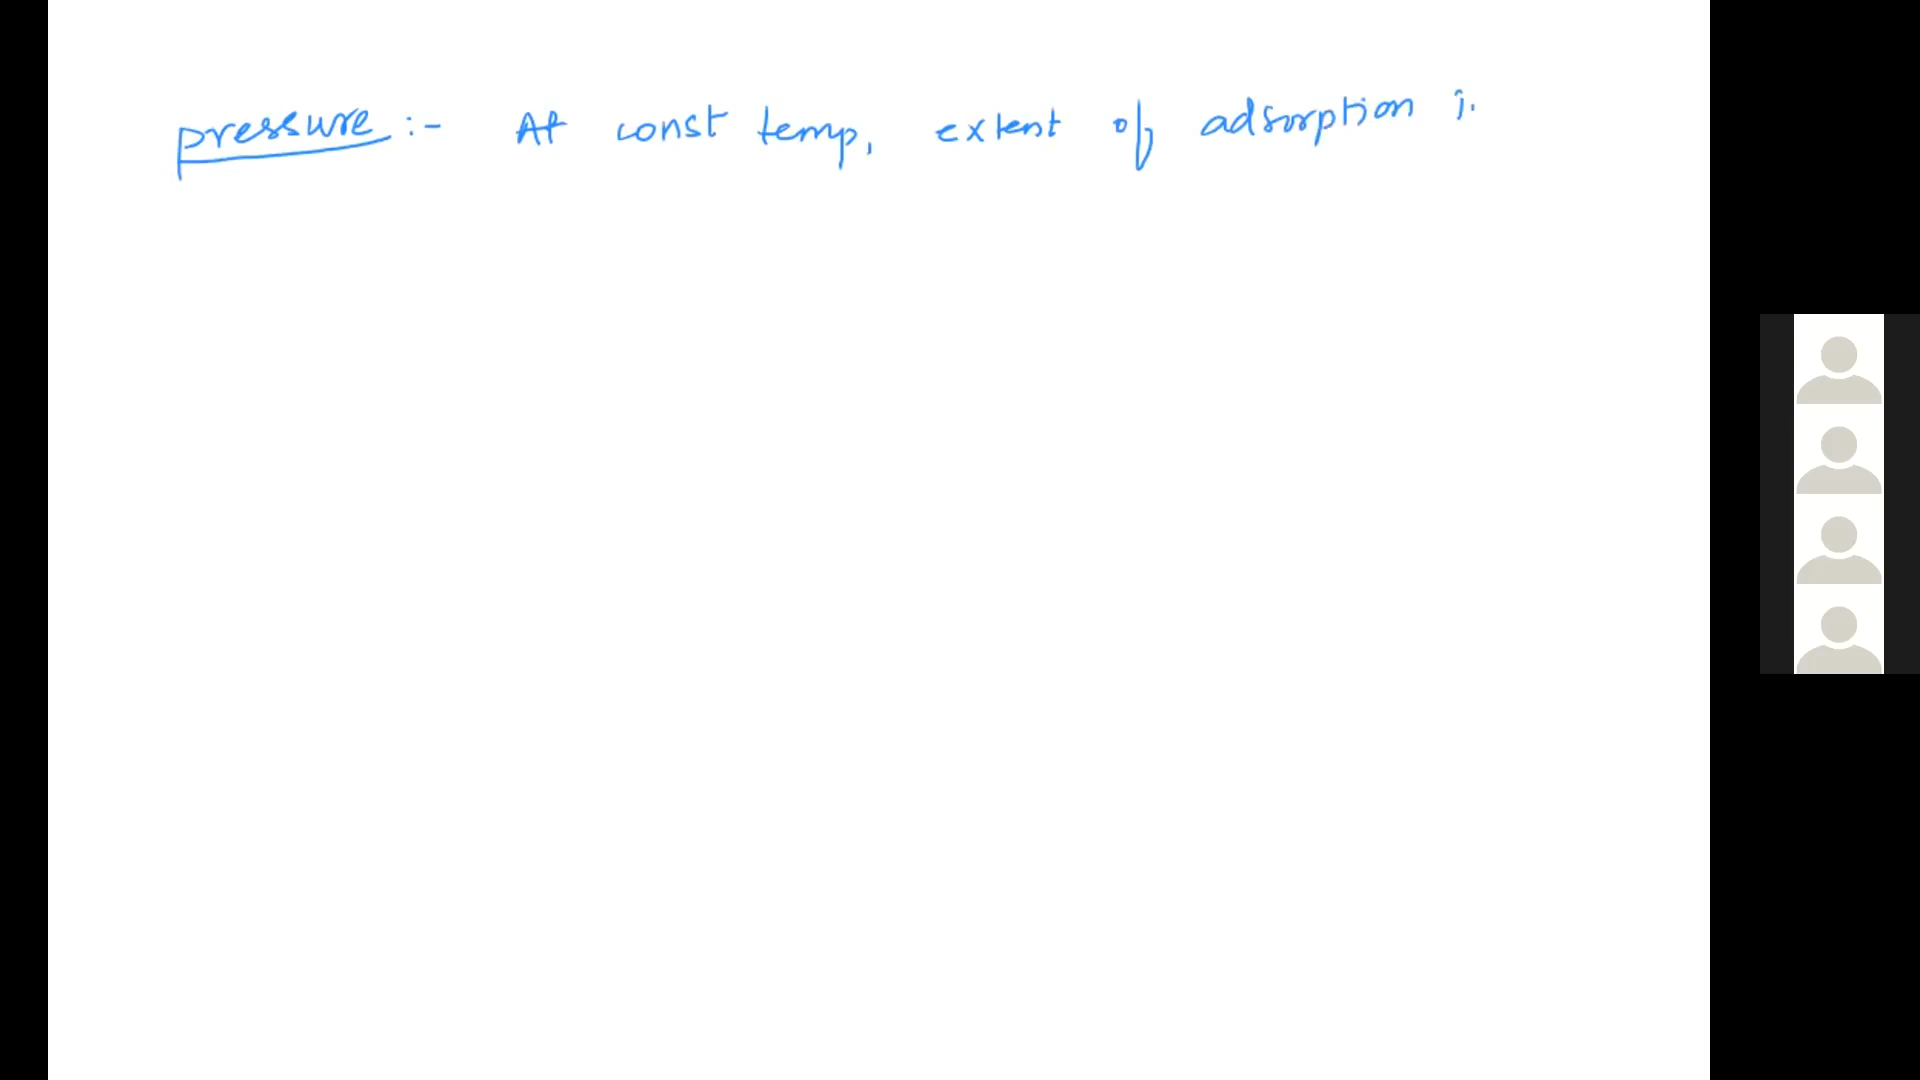 pressure :- At const temp, extent of adsorption i.